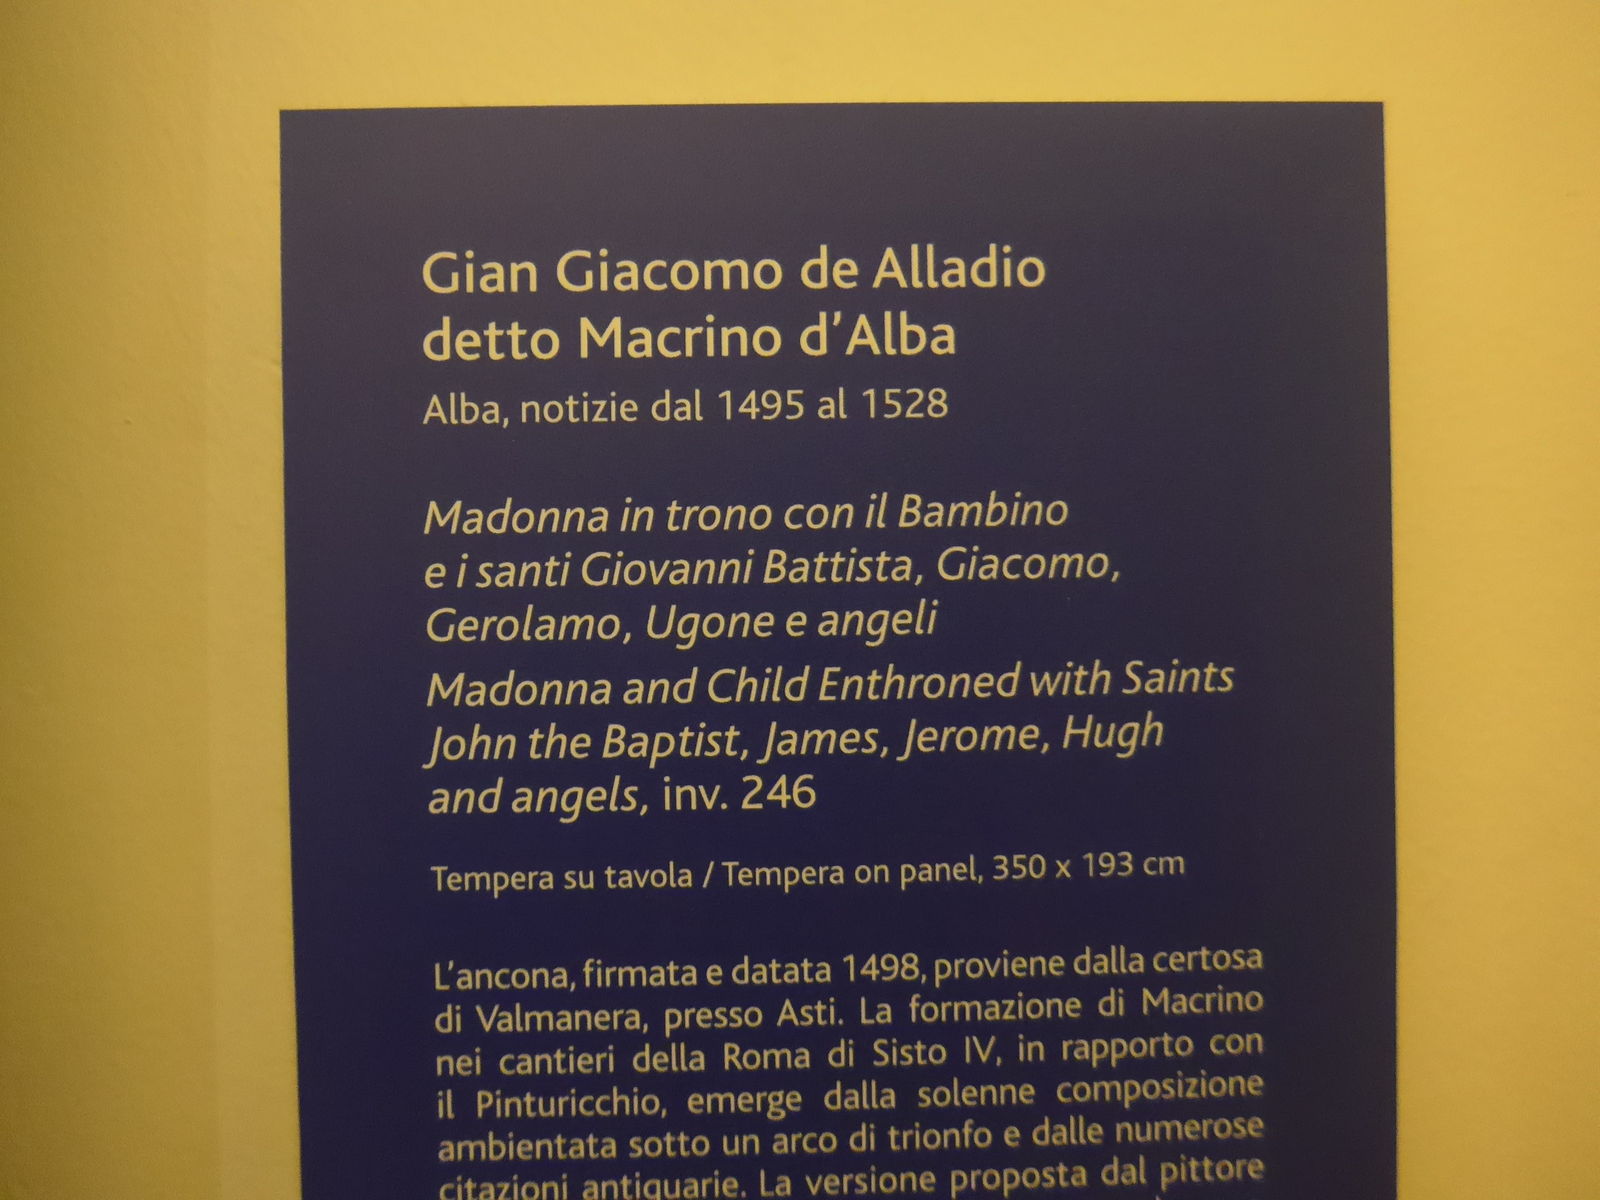 Gian Giacomo de Alladio
detto Macrino d'Alba
Alba, notizie dal 1495 al 1528
Madonna in trono con il Bambino
e i santi Giovanni Battista, Giacomo,
Gerolamo, Ugone e angeli
Madonna and Child Enthroned with Saints
John the Baptist, James, Jerome, Hugh
and angels, inv. 246
Tempera su tavola / Tempera on panel, 350 x 193 cm
L'ancona, firmata e datata 1498, proviene dalla certosa
di Valmanera, presso Asti. La formazione di Macrino
nei cantieri della Roma di Sisto IV, in rapporto con
il Pinturicchio, emerge dalla solenne composizione
ambientata sotto un arco di trionfo e dalle numerose
citazioni antiquarie. La versione proposta dal pittore